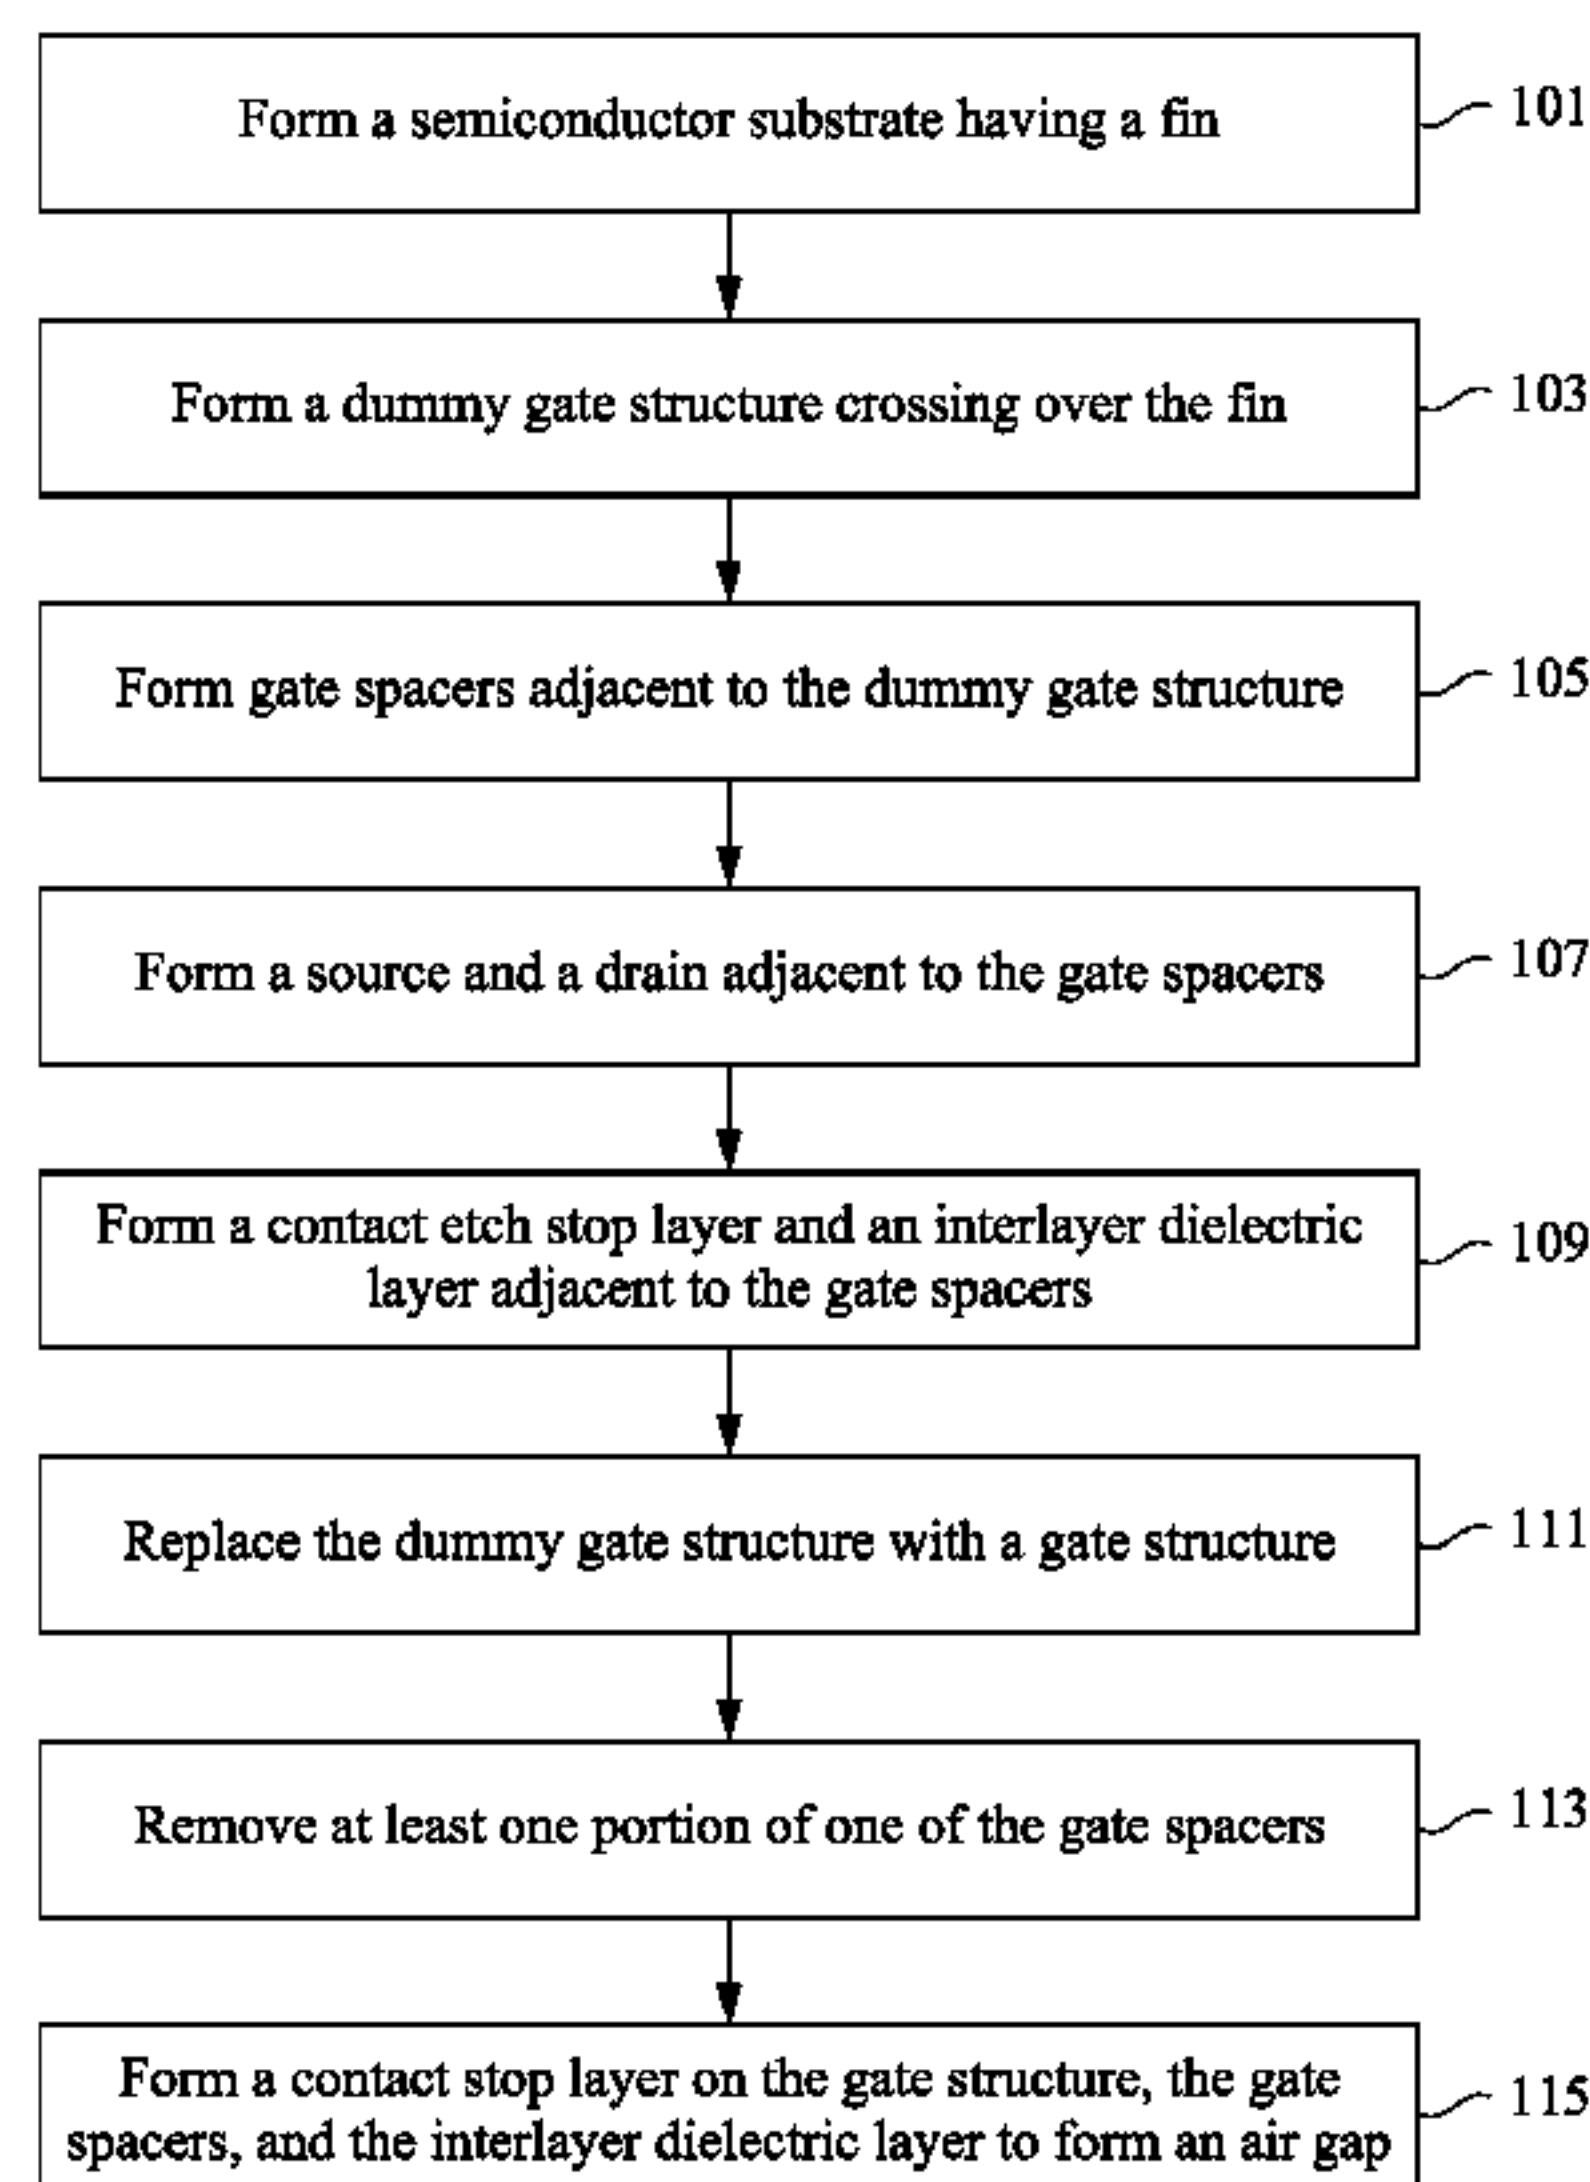 Form a semiconductor substrate having a fin
101
Form a dummy gate structure crossing over the fin
103
Form gate spacers adjacent to the dummy gate structure
105
Form a source and a drain adjacent to the gate spacers
107
Form a contact etch stop layer and an interlayer dielectric
layer adjacent to the gate spacers
109
Replace the dummy gate structure with a gate structure
111
Remove at least one portion of one of the gate spacers
113
Form a contact stop layer on the gate structure, the gate
spacers, and the interlayer dielectric layer to form an air gap
115